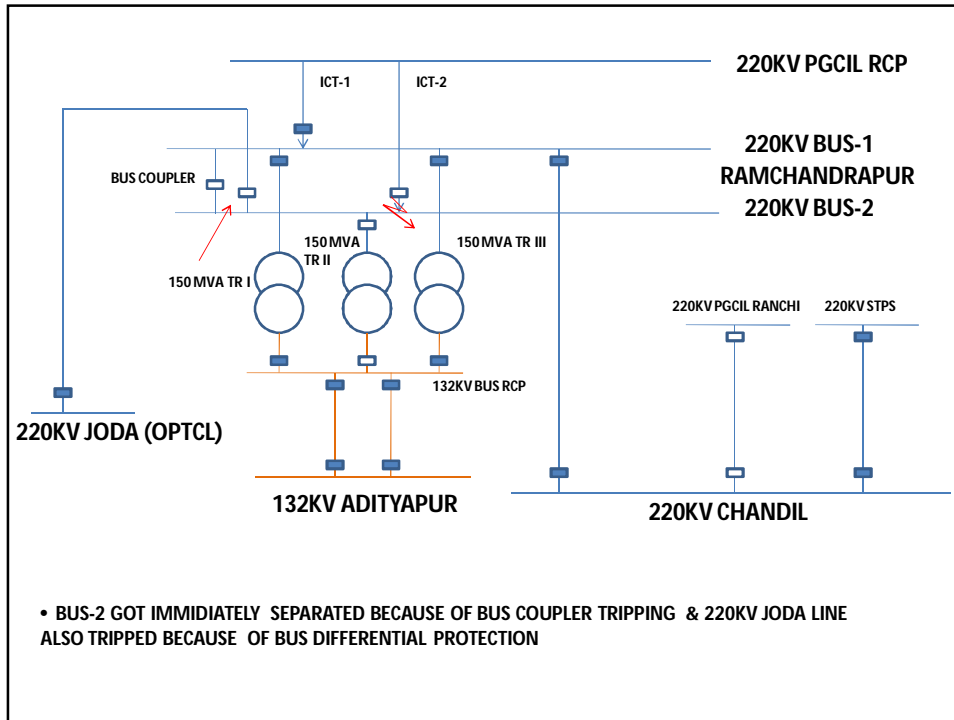 220KV PGCIL RCP
ICT-1
ICT-2
220KV BUS-1
RAMCHANDRAPUR
220KV BUS-2
BUS COUPLER
150 MVA TR I
150 MVA
TR II
150 MVA TR III
220KV PGCIL RANCHI
220KV STPS
132KV BUS RCP
220KV JODA (OPTCL)
132KV ADITYAPUR
220KV CHANDIL
• BUS-2 GOT IMMIDIATELY SEPARATED BECAUSE OF BUS COUPLER TRIPPING & 220KV JODA LINE
ALSO TRIPPED BECAUSE OF BUS DIFFERENTIAL PROTECTION